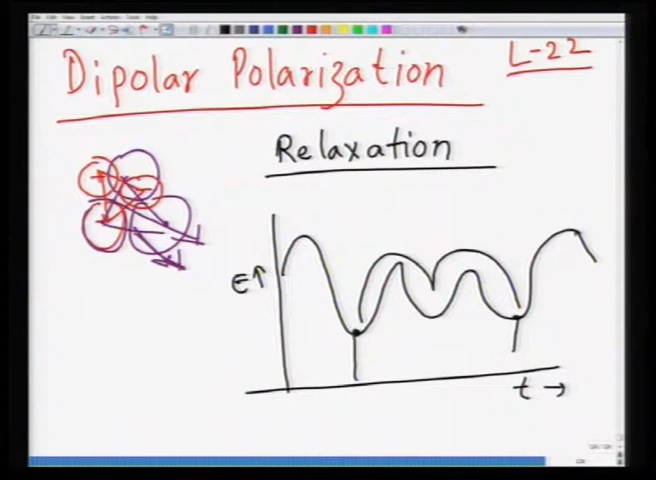 L-22
Dipolar Polarization
Relaxation
E↑
t →